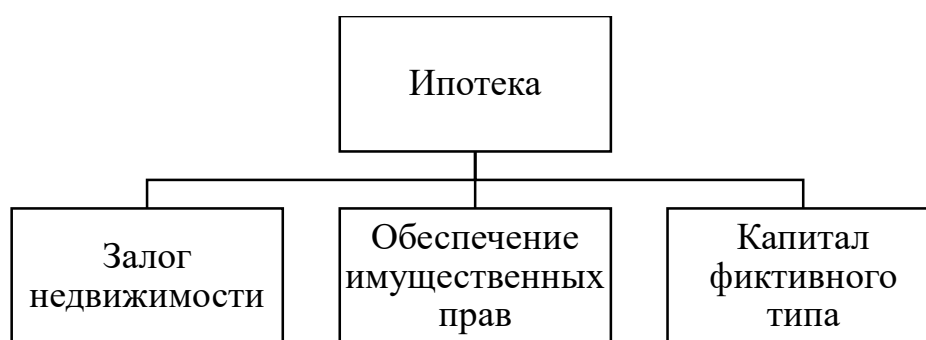 Ипотека
Залог
недвижимости
Обеспечение
имущественных
прав
Капитал
фиктивного
типа